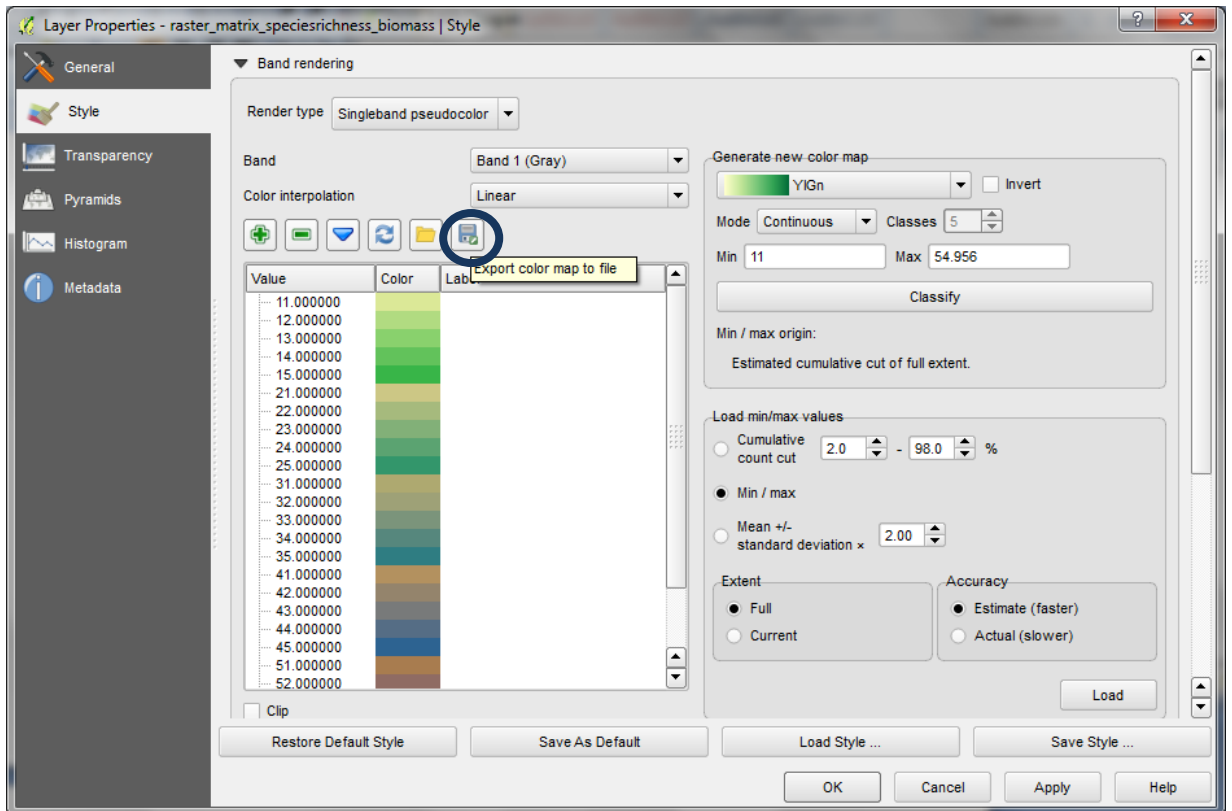 Layer Properties - raster_matrix_speciesrichness_biomass | Style
General
Style
Transparency
Pyramids
Histogram
Metadata
Band rendering
Render type Singleband pseudocolor
Band Band 1 (Gray)
Color interpolation Linear
Export color map to file
Value Color
11.000000
12.000000
13.000000
14.000000
15.000000
21.000000
22.000000
23.000000
24.000000
25.000000
31.000000
32.000000
33.000000
34.000000
35.000000
41.000000
42.000000
43.000000
44.000000
45.000000
51.000000
52.000000
Clip
Generate new color map
YlGn Invert
Mode Continuous Classes 5
Min 11 Max 54.956
Classify
Min / max origin:
Estimated cumulative cut of full extent.
Load min/max values
Cumulative
count cut 2.0 - 98.0 %
Min / max
Mean +/-
standard deviation × 2.00
Extent
Full
Current
Accuracy
Estimate (faster)
Actual (slower)
Load
Restore Default Style Save As Default Load Style ... Save Style ...
OK Cancel Apply Help